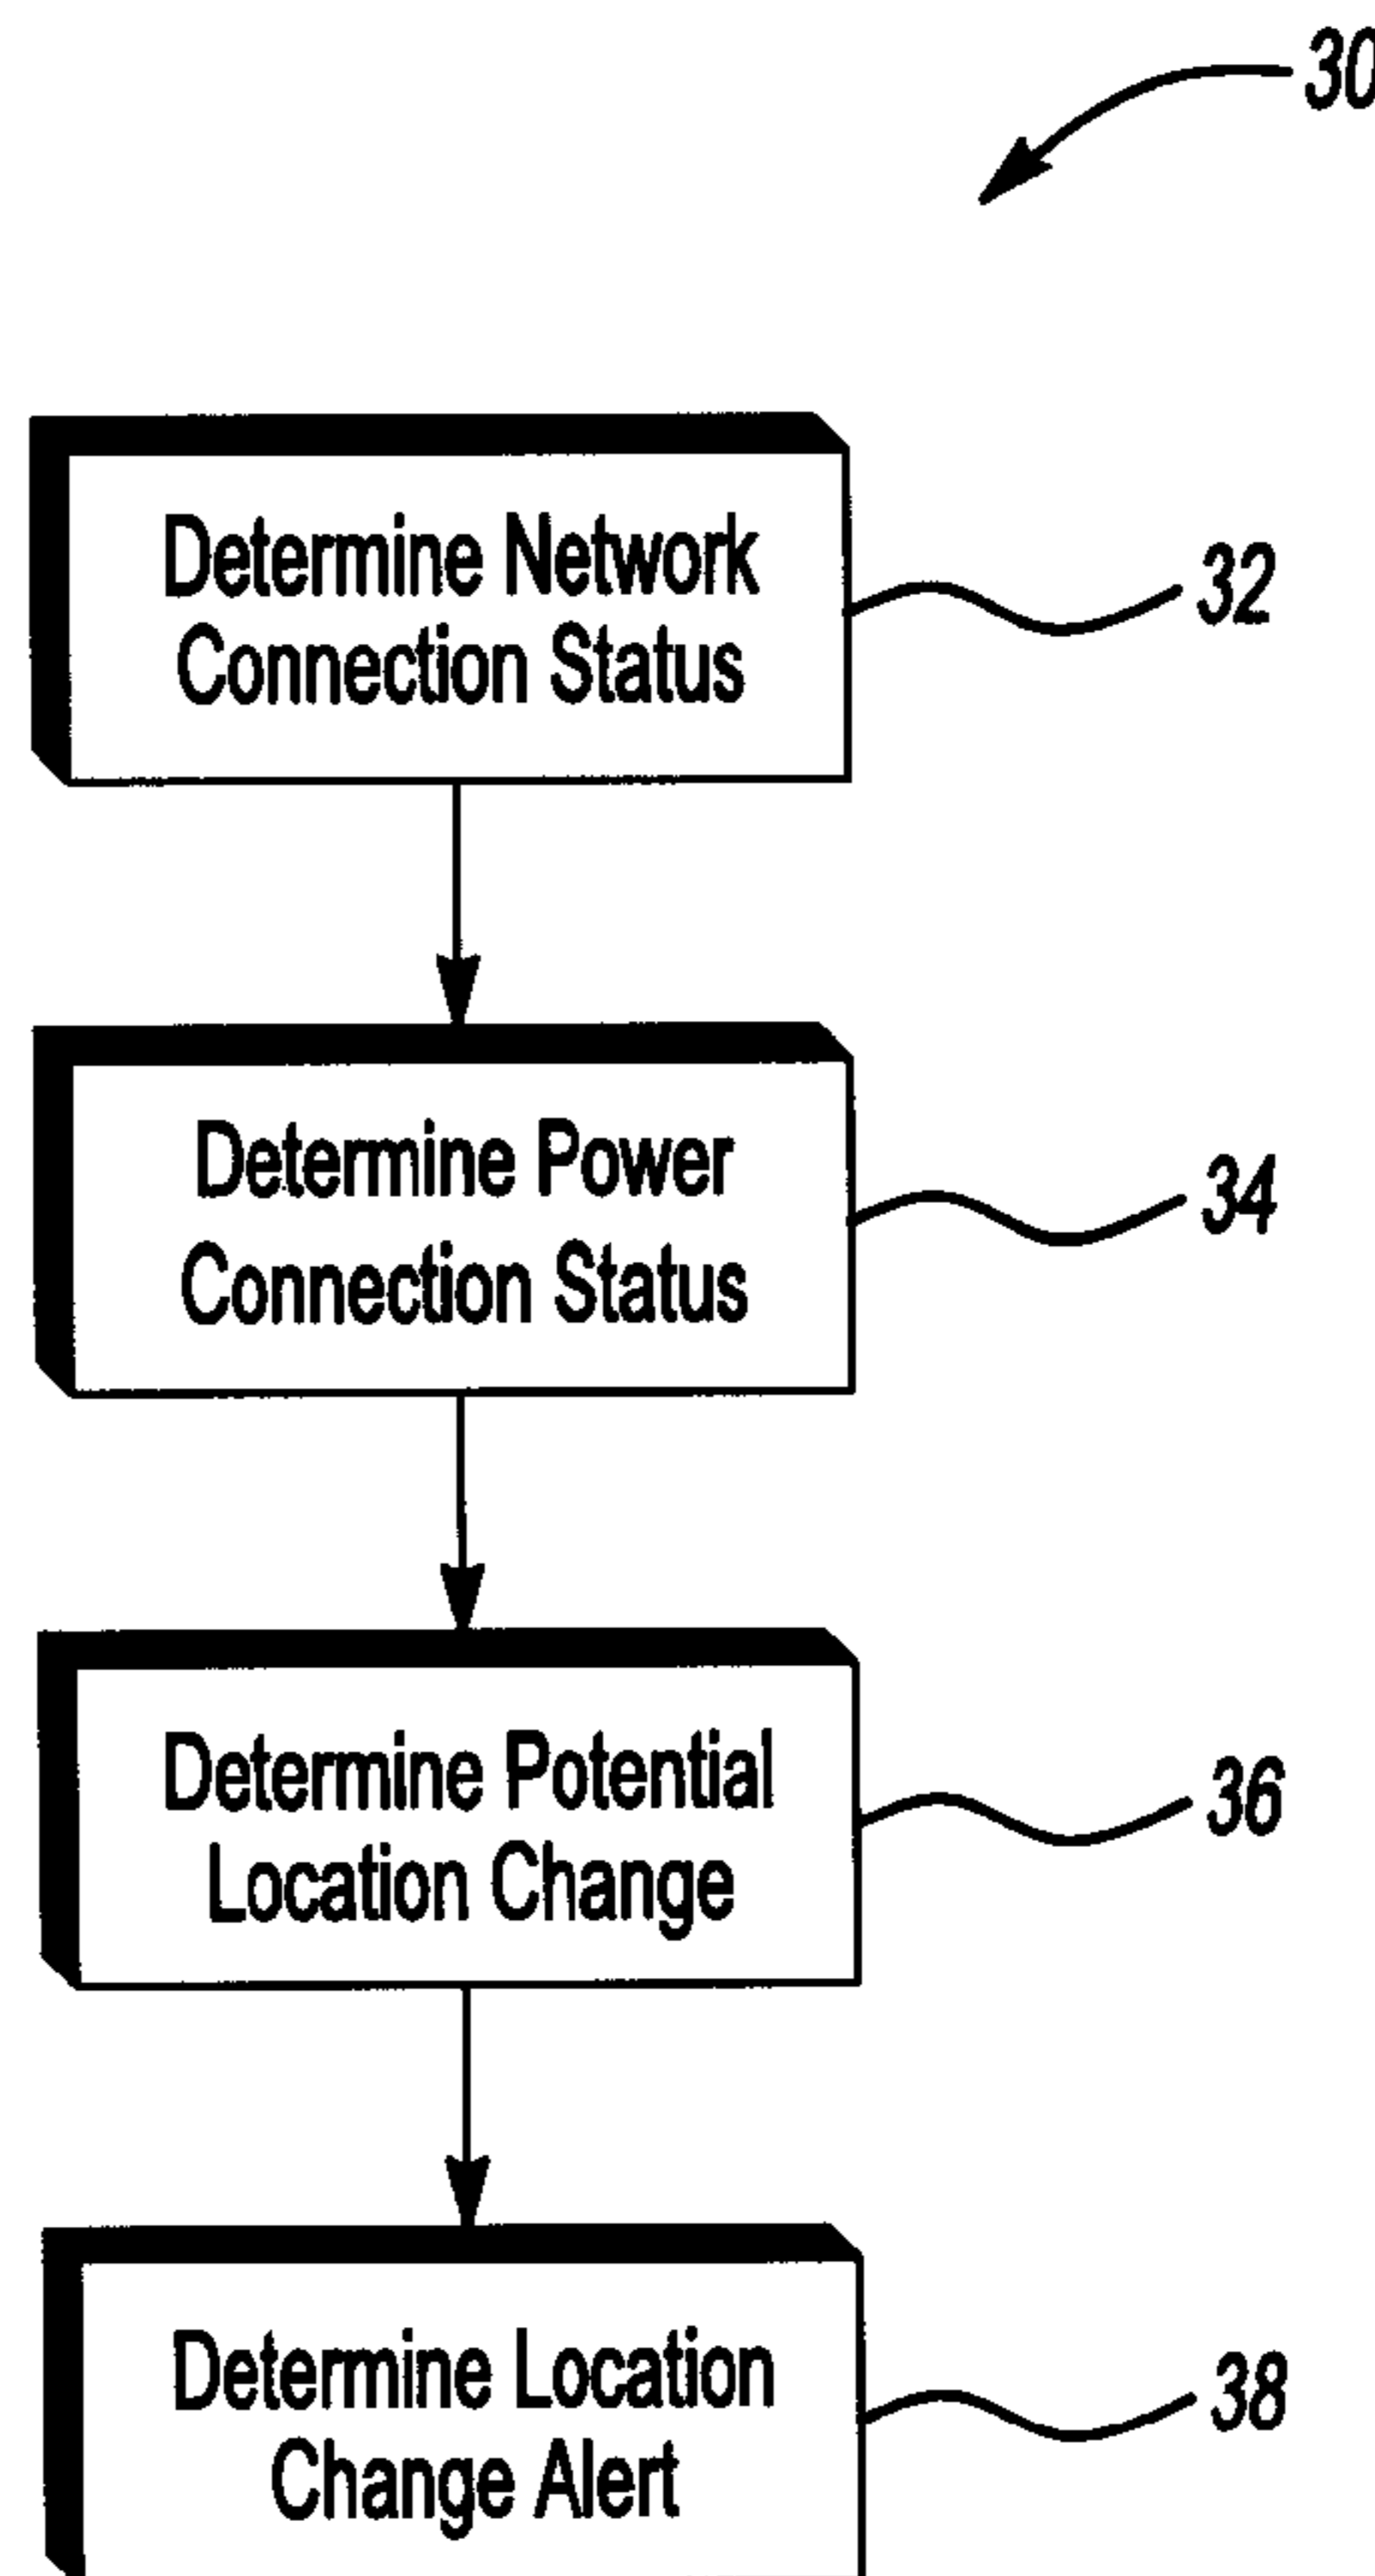 30
Determine Network
Connection Status
32
Determine Power
Connection Status
34
Determine Potential
Location Change
36
Determine Location
Change Alert
38